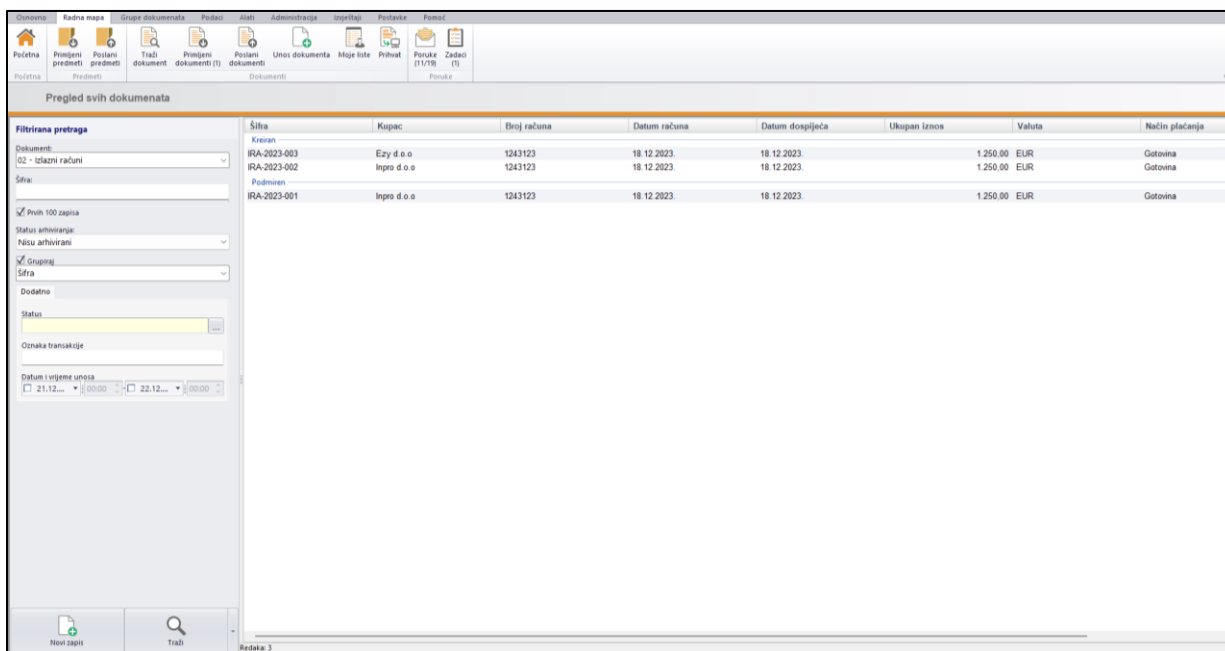 Osnovno Radna mapa Grupe dokumenata Podaci Alati Administracija Izvještaji Postavke Pomoć
Početna Primljeni predmeti Poslani predmeti Traži dokument Primljeni dokumenti (1) Poslani dokumenti Unos dokumenta Moje liste Prihvat Poruke (11/19) Zadaci (1)
Početna Predmeti Dokumenti Poruke
Pregled svih dokumenata
Filtrirana pretraga
Dokument:
02 - Izlazni računi
Šifra:
Prvih 100 zapisa
Status arhiviranja:
Nisu arhivirani
Grupiraj
Šifra
Dodatno
Status
...
Oznaka transakcije
Datum i vrijeme unosa
21.12.... 00:00 - 22.12.... 00:00
Novi zapis Traži
Šifra Kupac Broj računa Datum računa Datum dospijeća Ukupan iznos Valuta Način plaćanja
Kreiran
IRA-2023-003 Ezy d.o.o 1243123 18.12.2023. 18.12.2023. 1.250,00 EUR Gotovina
IRA-2023-002 Inpro d.o.o 1243123 18.12.2023. 18.12.2023. 1.250,00 EUR Gotovina
Podmiren
IRA-2023-001 Inpro d.o.o 1243123 18.12.2023. 18.12.2023. 1.250,00 EUR Gotovina
Redaka: 3